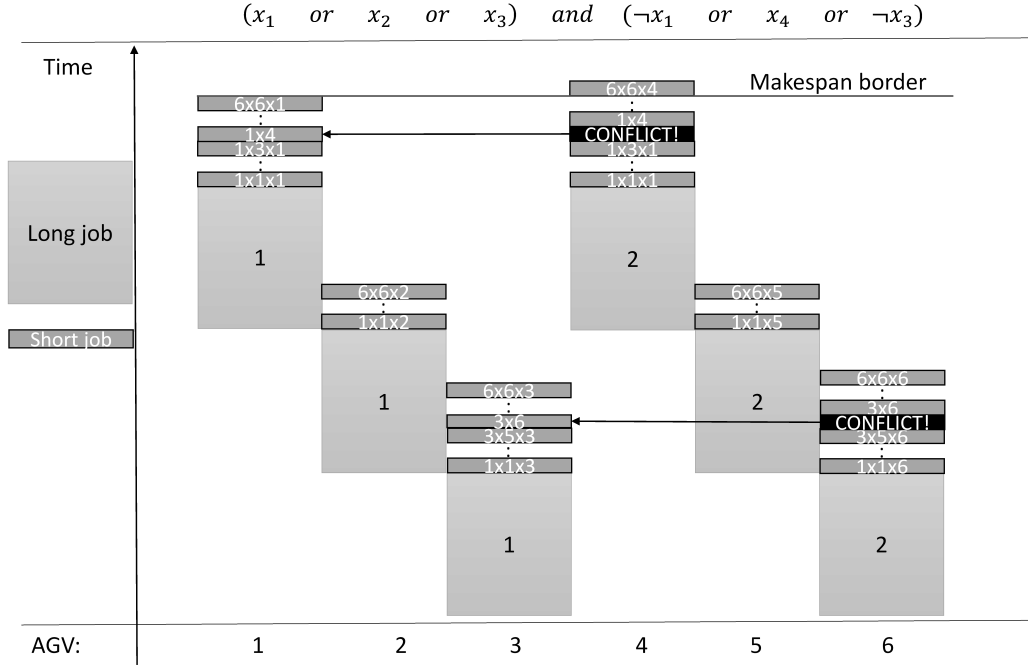 (x₁ or x₂ or x₃) and (¬x₁ or x₄ or ¬x₃)
Time
Makespan border
6x6x1
6x6x4
1x4
1x4
CONFLICT!
1x3x1
1x3x1
1x1x1
1x1x1
Long job
1
2
6x6x2
6x6x5
1x1x2
1x1x5
Short job
1
2
6x6x3
6x6x6
3x6
3x6
CONFLICT!
3x5x3
3x5x6
1x1x3
1x1x6
1
2
AGV: 1 2 3 4 5 6